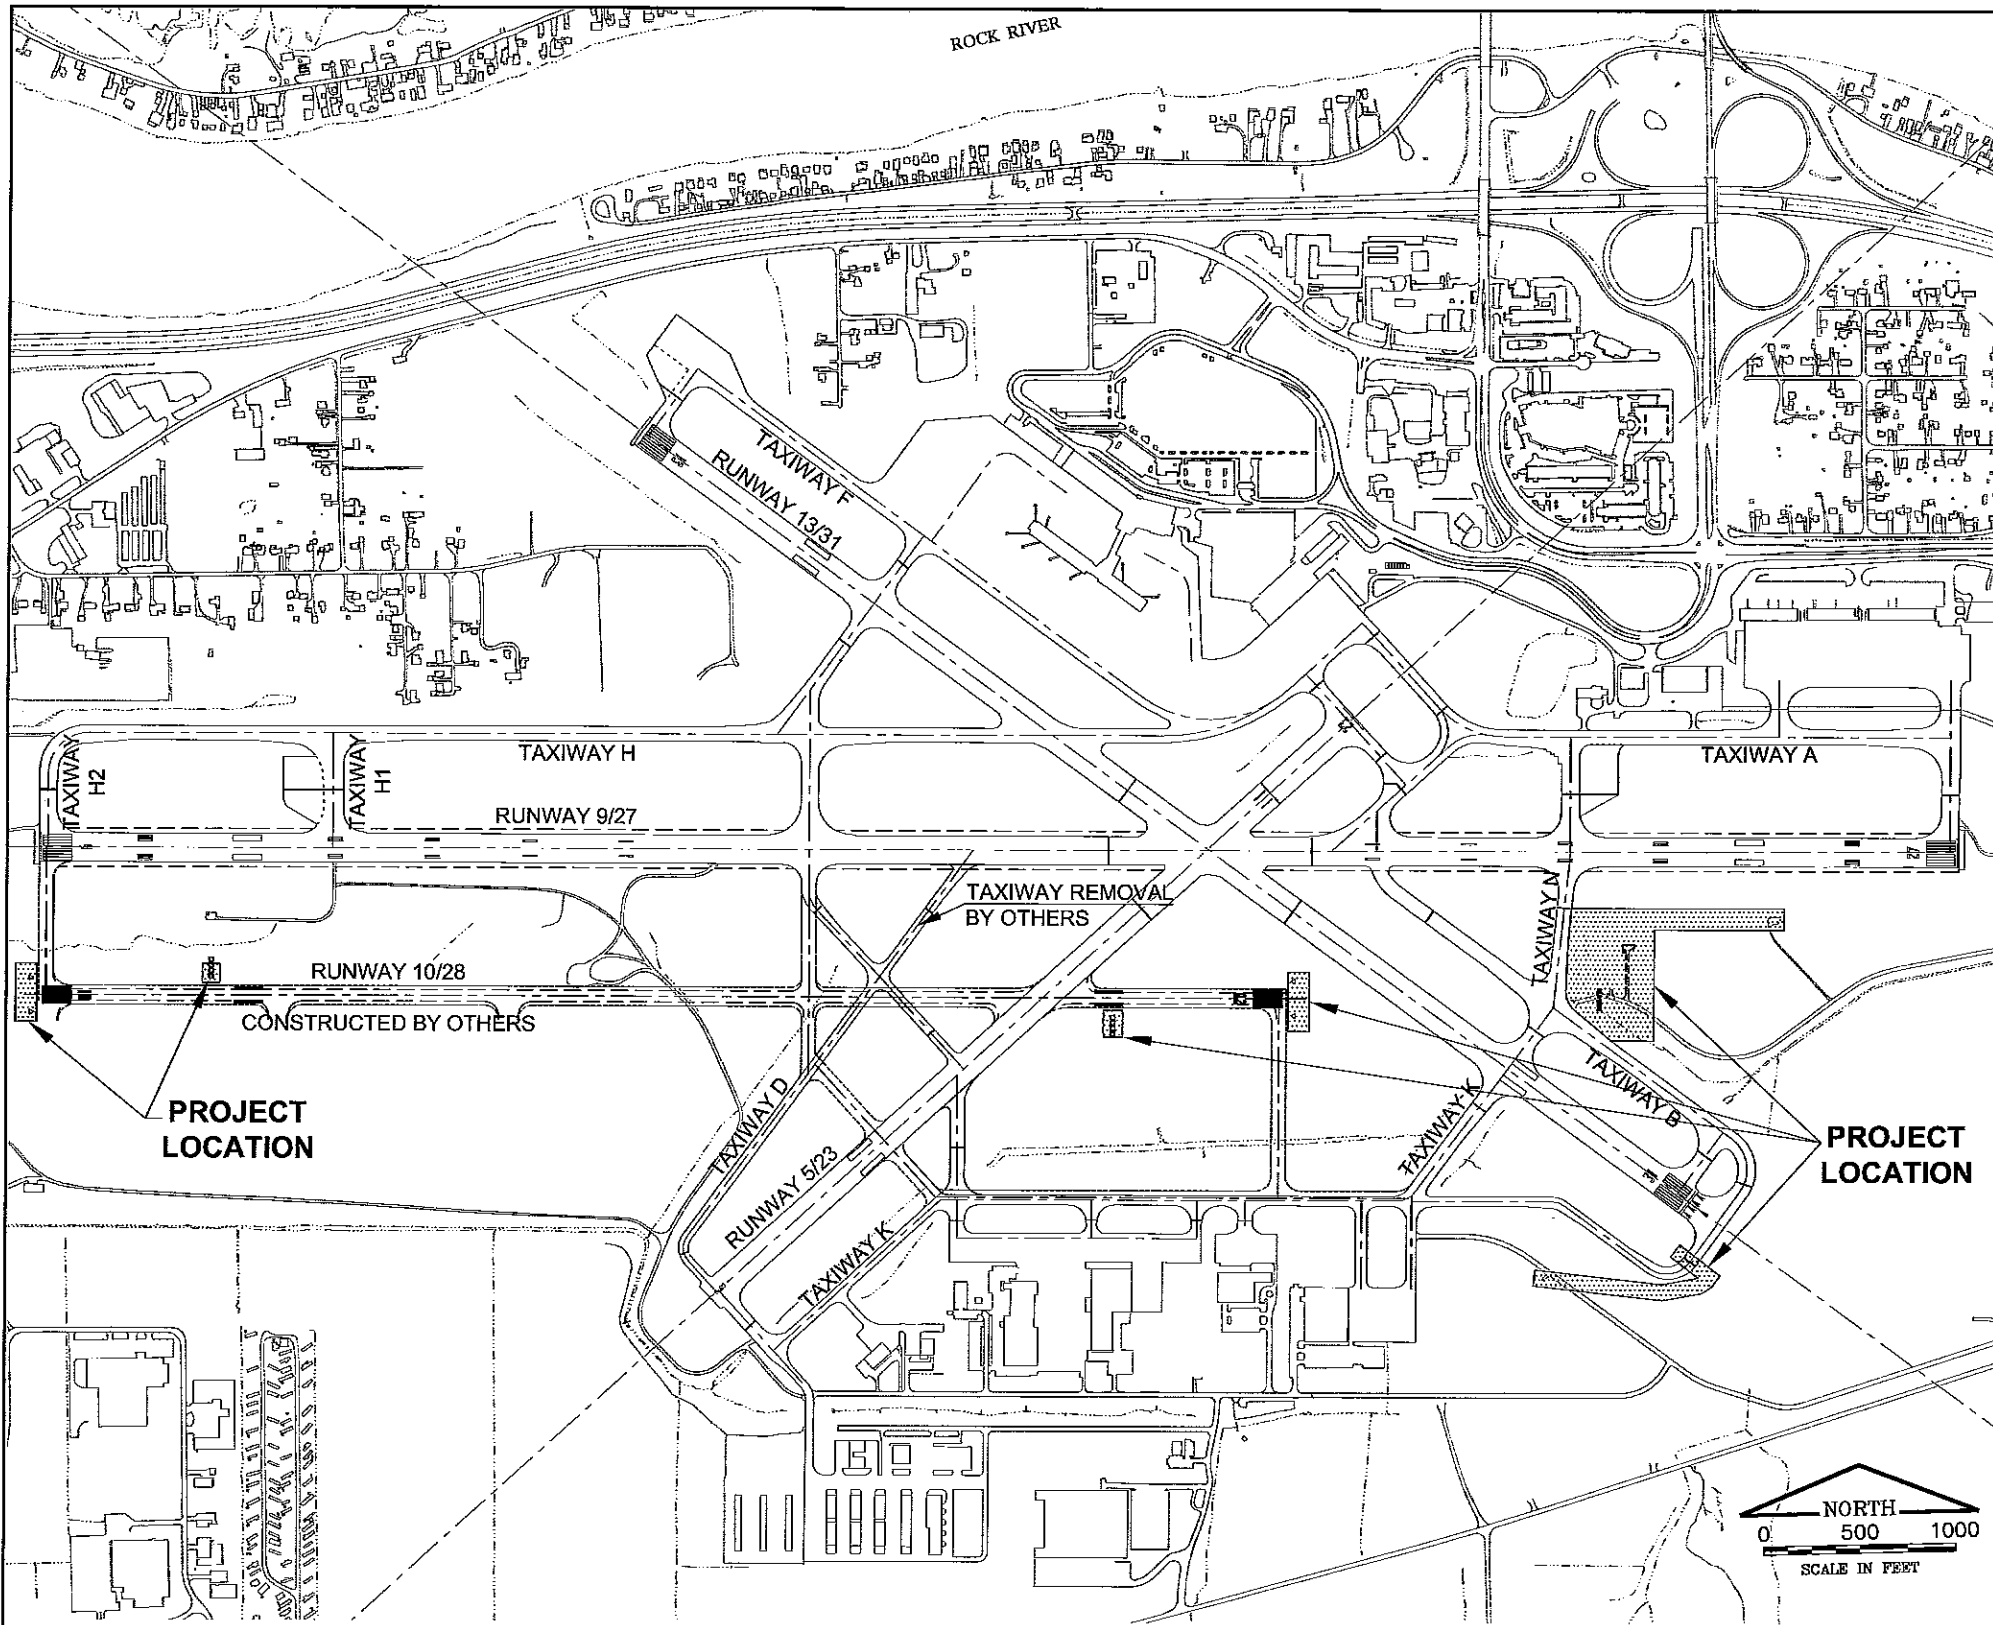 ROCK RIVER
TAXIWAY F
RUNWAY 13/31
TAXIWAY
H2
TAXIWAY
H1
TAXIWAY H
TAXIWAY A
RUNWAY 9/27
27
TAXIWAY REMOVAL
BY OTHERS
TAXIWAY N
RUNWAY 10/28
CONSTRUCTED BY OTHERS
TAXIWAY D
TAXIWAY K
TAXIWAY B
PROJECT
LOCATION
PROJECT
LOCATION
RUNWAY 5/23
TAXIWAY K
NORTH
0 500 1000
SCALE IN FEET